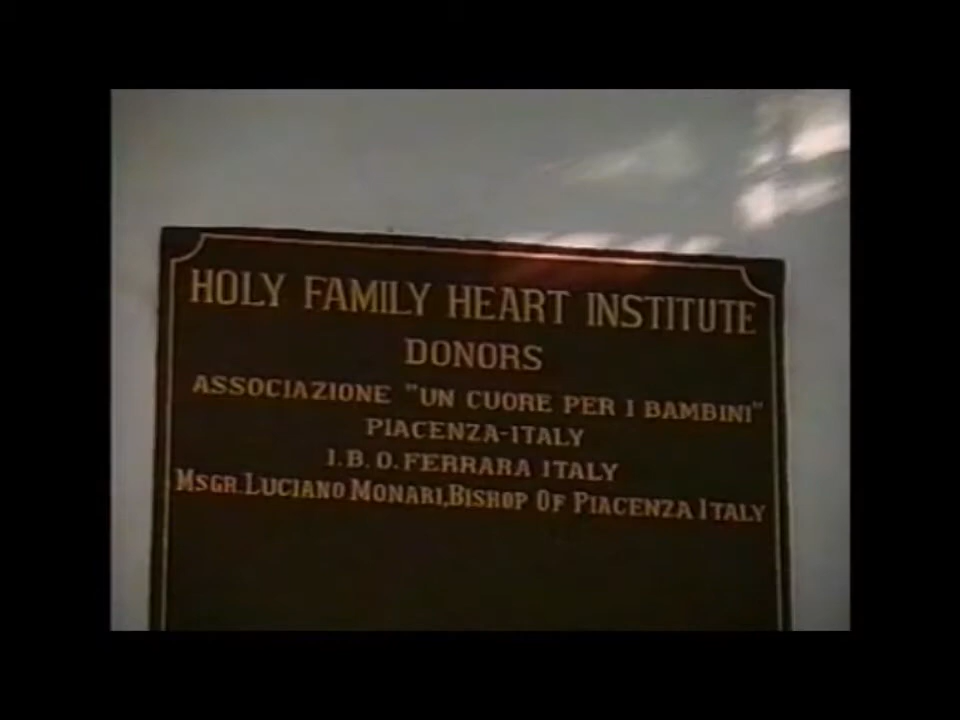 HOLY FAMILY HEART INSTITUTE
DONORS
ASSOCIAZIONE "UN CUORE PER I BAMBINI"
PIACENZA-ITALY
I.B.O.FERRARA ITALY
MSGR.LUCIANO MONARI,BISHOP OF PIACENZA ITALY